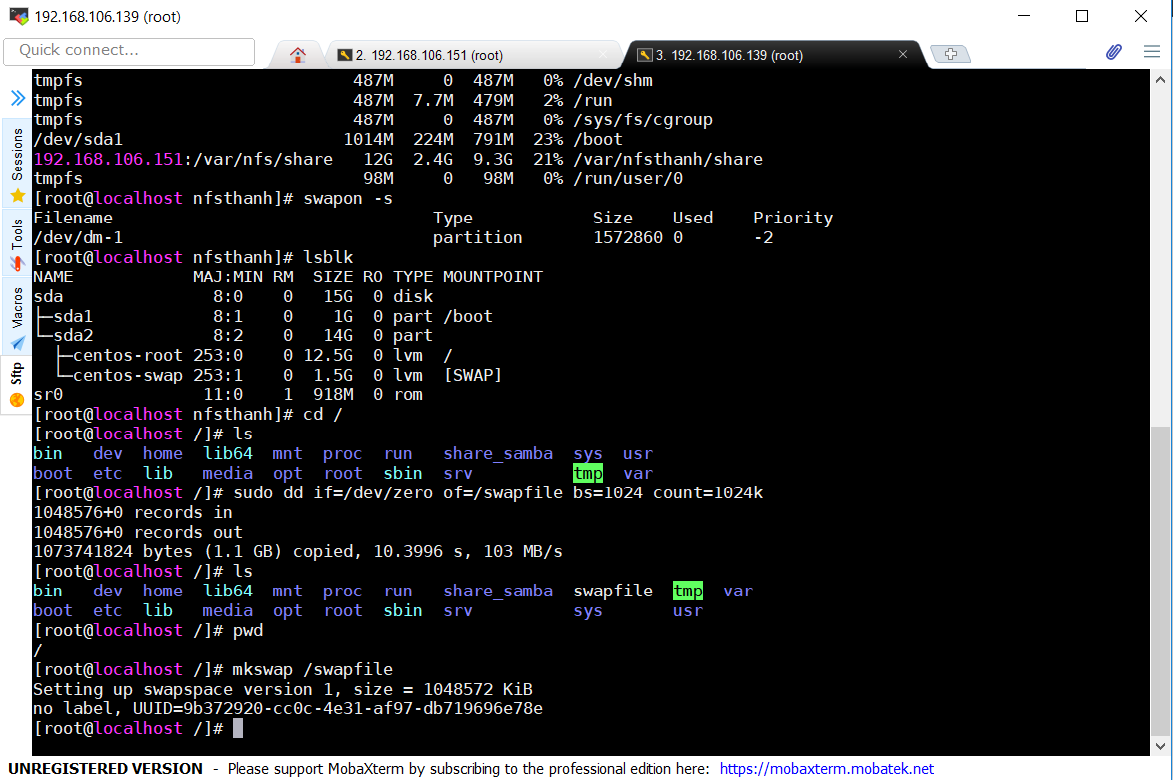 192.168.106.139 (root)
Quick connect...
2. 192.168.106.151 (root)
3. 192.168.106.139 (root)
Sessions
Tools
Macros
Sftp
tmpfs                           487M     0  487M   0% /dev/shm
tmpfs                           487M  7.7M  479M   2% /run
tmpfs                           487M     0  487M   0% /sys/fs/cgroup
/dev/sda1                      1014M  224M  791M  23% /boot
192.168.106.151:/var/nfs/share   12G  2.4G  9.3G  21% /var/nfsthanh/share
tmpfs                            98M     0   98M   0% /run/user/0
[root@localhost nfsthanh]# swapon -s
Filename                                Type            Size    Used    Priority
/dev/dm-1                               partition       1572860 0       -2
[root@localhost nfsthanh]# lsblk
NAME            MAJ:MIN RM  SIZE RO TYPE MOUNTPOINT
sda               8:0    0   15G  0 disk
├─sda1            8:1    0    1G  0 part /boot
└─sda2            8:2    0   14G  0 part
  ├─centos-root 253:0    0 12.5G  0 lvm  /
  └─centos-swap 253:1    0  1.5G  0 lvm  [SWAP]
sr0              11:0    1  918M  0 rom
[root@localhost nfsthanh]# cd /
[root@localhost /]# ls
bin   dev  home  lib64  mnt  proc  run   share_samba  sys  usr
boot  etc  lib   media  opt  root  sbin  srv          tmp  var
[root@localhost /]# sudo dd if=/dev/zero of=/swapfile bs=1024 count=1024k
1048576+0 records in
1048576+0 records out
1073741824 bytes (1.1 GB) copied, 10.3996 s, 103 MB/s
[root@localhost /]# ls
bin   dev  home  lib64  mnt  proc  run   share_samba  swapfile  tmp  var
boot  etc  lib   media  opt  root  sbin  srv          sys       usr
[root@localhost /]# pwd
/
[root@localhost /]# mkswap /swapfile
Setting up swapspace version 1, size = 1048572 KiB
no label, UUID=9b372920-cc0c-4e31-af97-db719696e78e
[root@localhost /]#
UNREGISTERED VERSION - Please support MobaXterm by subscribing to the professional edition here: https://mobaxterm.mobatek.net